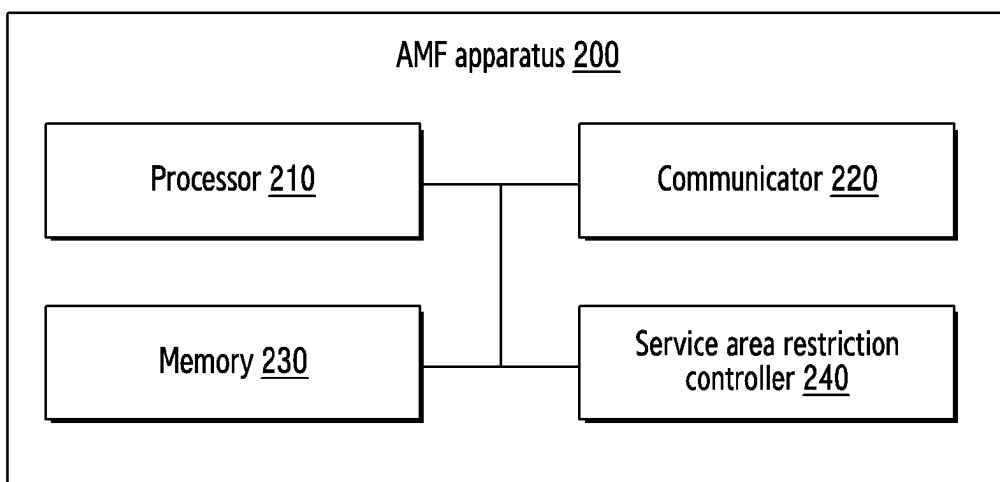 AMF apparatus 200
Processor 210
Communicator 220
Memory 230
Service area restriction
controller 240